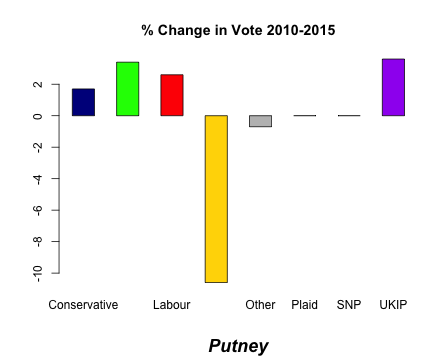 % Change in Vote 2010-2015
2
0
-2
-4
-6
-8
-10
Conservative Labour Other Plaid SNP UKIP
Putney